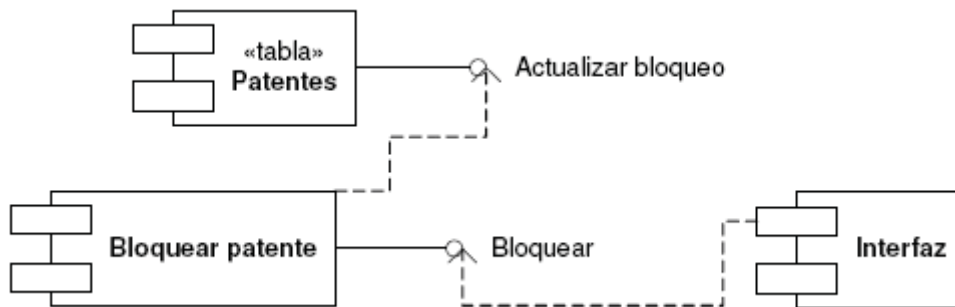 «tabla»
Patentes
Actualizar bloqueo
Bloquear patente
Bloquear
Interfaz